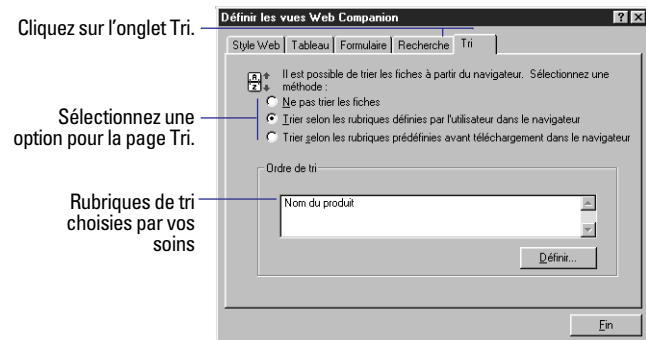 Définir les vues Web Companion
Cliquez sur l'onglet Tri.
Style Web Tableau Formulaire Recherche Tri
Il est possible de trier les fiches à partir du navigateur. Sélectionnez une
méthode :
Ne pas trier les fiches
Trier selon les rubriques définies par l'utilisateur dans le navigateur
Trier selon les rubriques prédéfinies avant téléchargement dans le navigateur
Sélectionnez une
option pour la page Tri.
Ordre de tri
Nom du produit
Rubriques de tri
choisies par vos
soins
Définir...
Fin